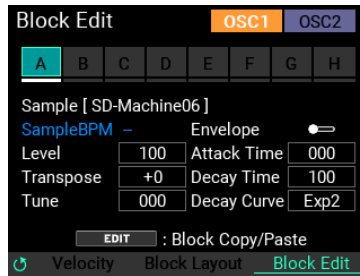 Block Edit OSC1 OSC2
A B C D E F G H
Sample [ SD-Machine06 ]
SampleBPM -- Envelope
Level 100 Attack Time 000
Transpose +0 Decay Time 100
Tune 000 Decay Curve Exp2
EDIT : Block Copy/Paste
Velocity Block Layout Block Edit